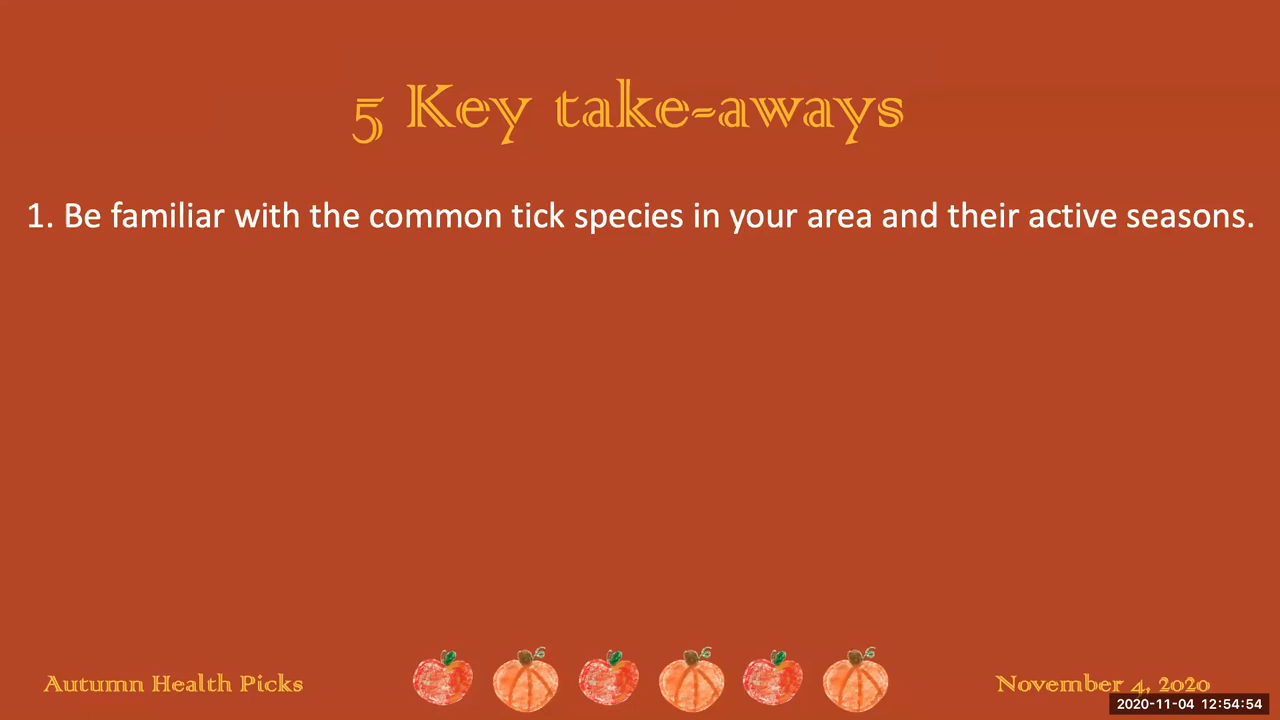 5 Key take-aways
1. Be familiar with the common tick species in your area and their active seasons.
Autumn Health Picks
November 4, 2020
2020-11-04 12:54:54